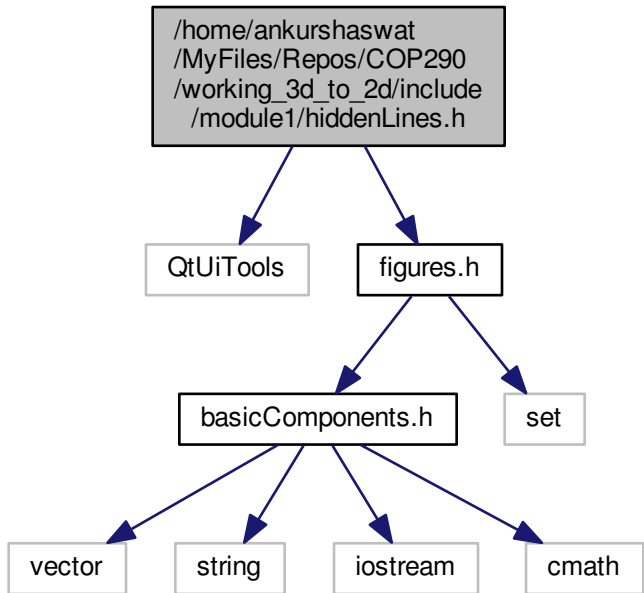 /home/ankurshaswat
/MyFiles/Repos/COP290
/working_3d_to_2d/include
/module1/hiddenLines.h
QtUiTools
figures.h
basicComponents.h
set
vector
string
iostream
cmath